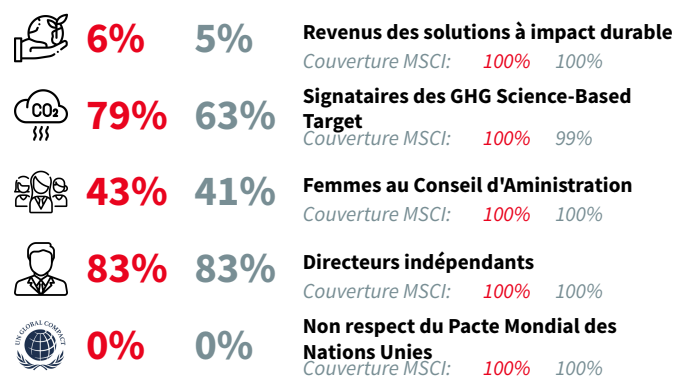 6% 5% Revenus des solutions à impact durable
Couverture MSCI: 100% 100%
CO₂ 79% 63% Signataires des GHG Science-Based
Target
Couverture MSCI: 100% 99%
43% 41% Femmes au Conseil d'Aministration
Couverture MSCI: 100% 100%
83% 83% Directeurs indépendants
Couverture MSCI: 100% 100%
UN GLOBAL COMPACT 0% 0% Non respect du Pacte Mondial des
Nations Unies
Couverture MSCI: 100% 100%